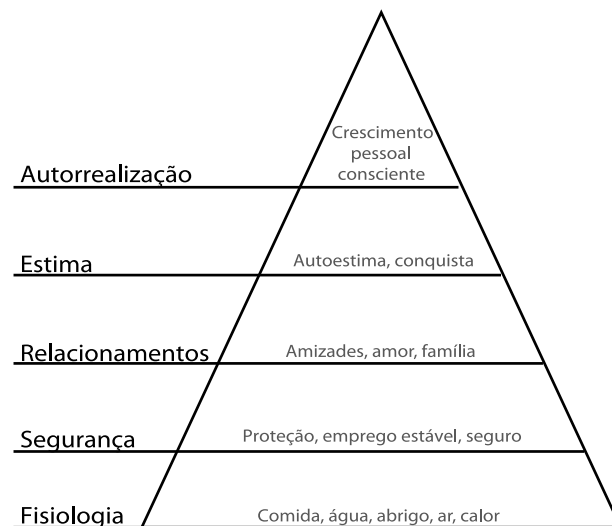 Crescimento
pessoal
consciente
Autorrealização
Estima
Autoestima, conquista
Relacionamentos
Amizades, amor, família
Segurança
Proteção, emprego estável, seguro
Fisiologia
Comida, água, abrigo, ar, calor